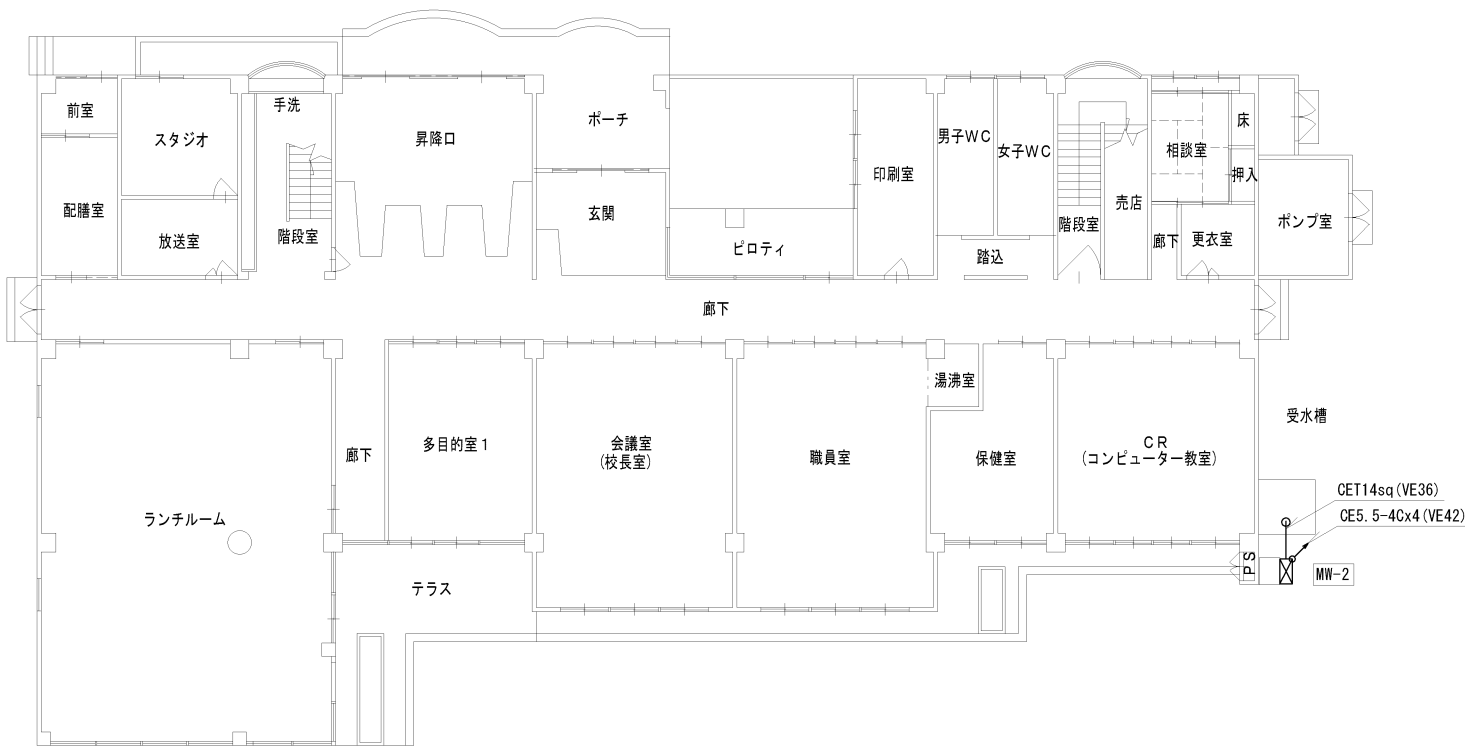 前室
手洗
スタジオ
昇降口
ポーチ
男子WC
女子WC
床
相談室
押入
印刷室
配膳室
放送室
階段室
玄関
ピロティ
踏込
階段室
売店
廊下
更衣室
ポンプ室
廊下
湯沸室
受水槽
廊下
多目的室1
会議室
(校長室)
職員室
保健室
CR
(コンピューター教室)
ランチルーム
CET14sq(VE36)
CE5.5-4Cx4(VE42)
PS
MW-2
テラス